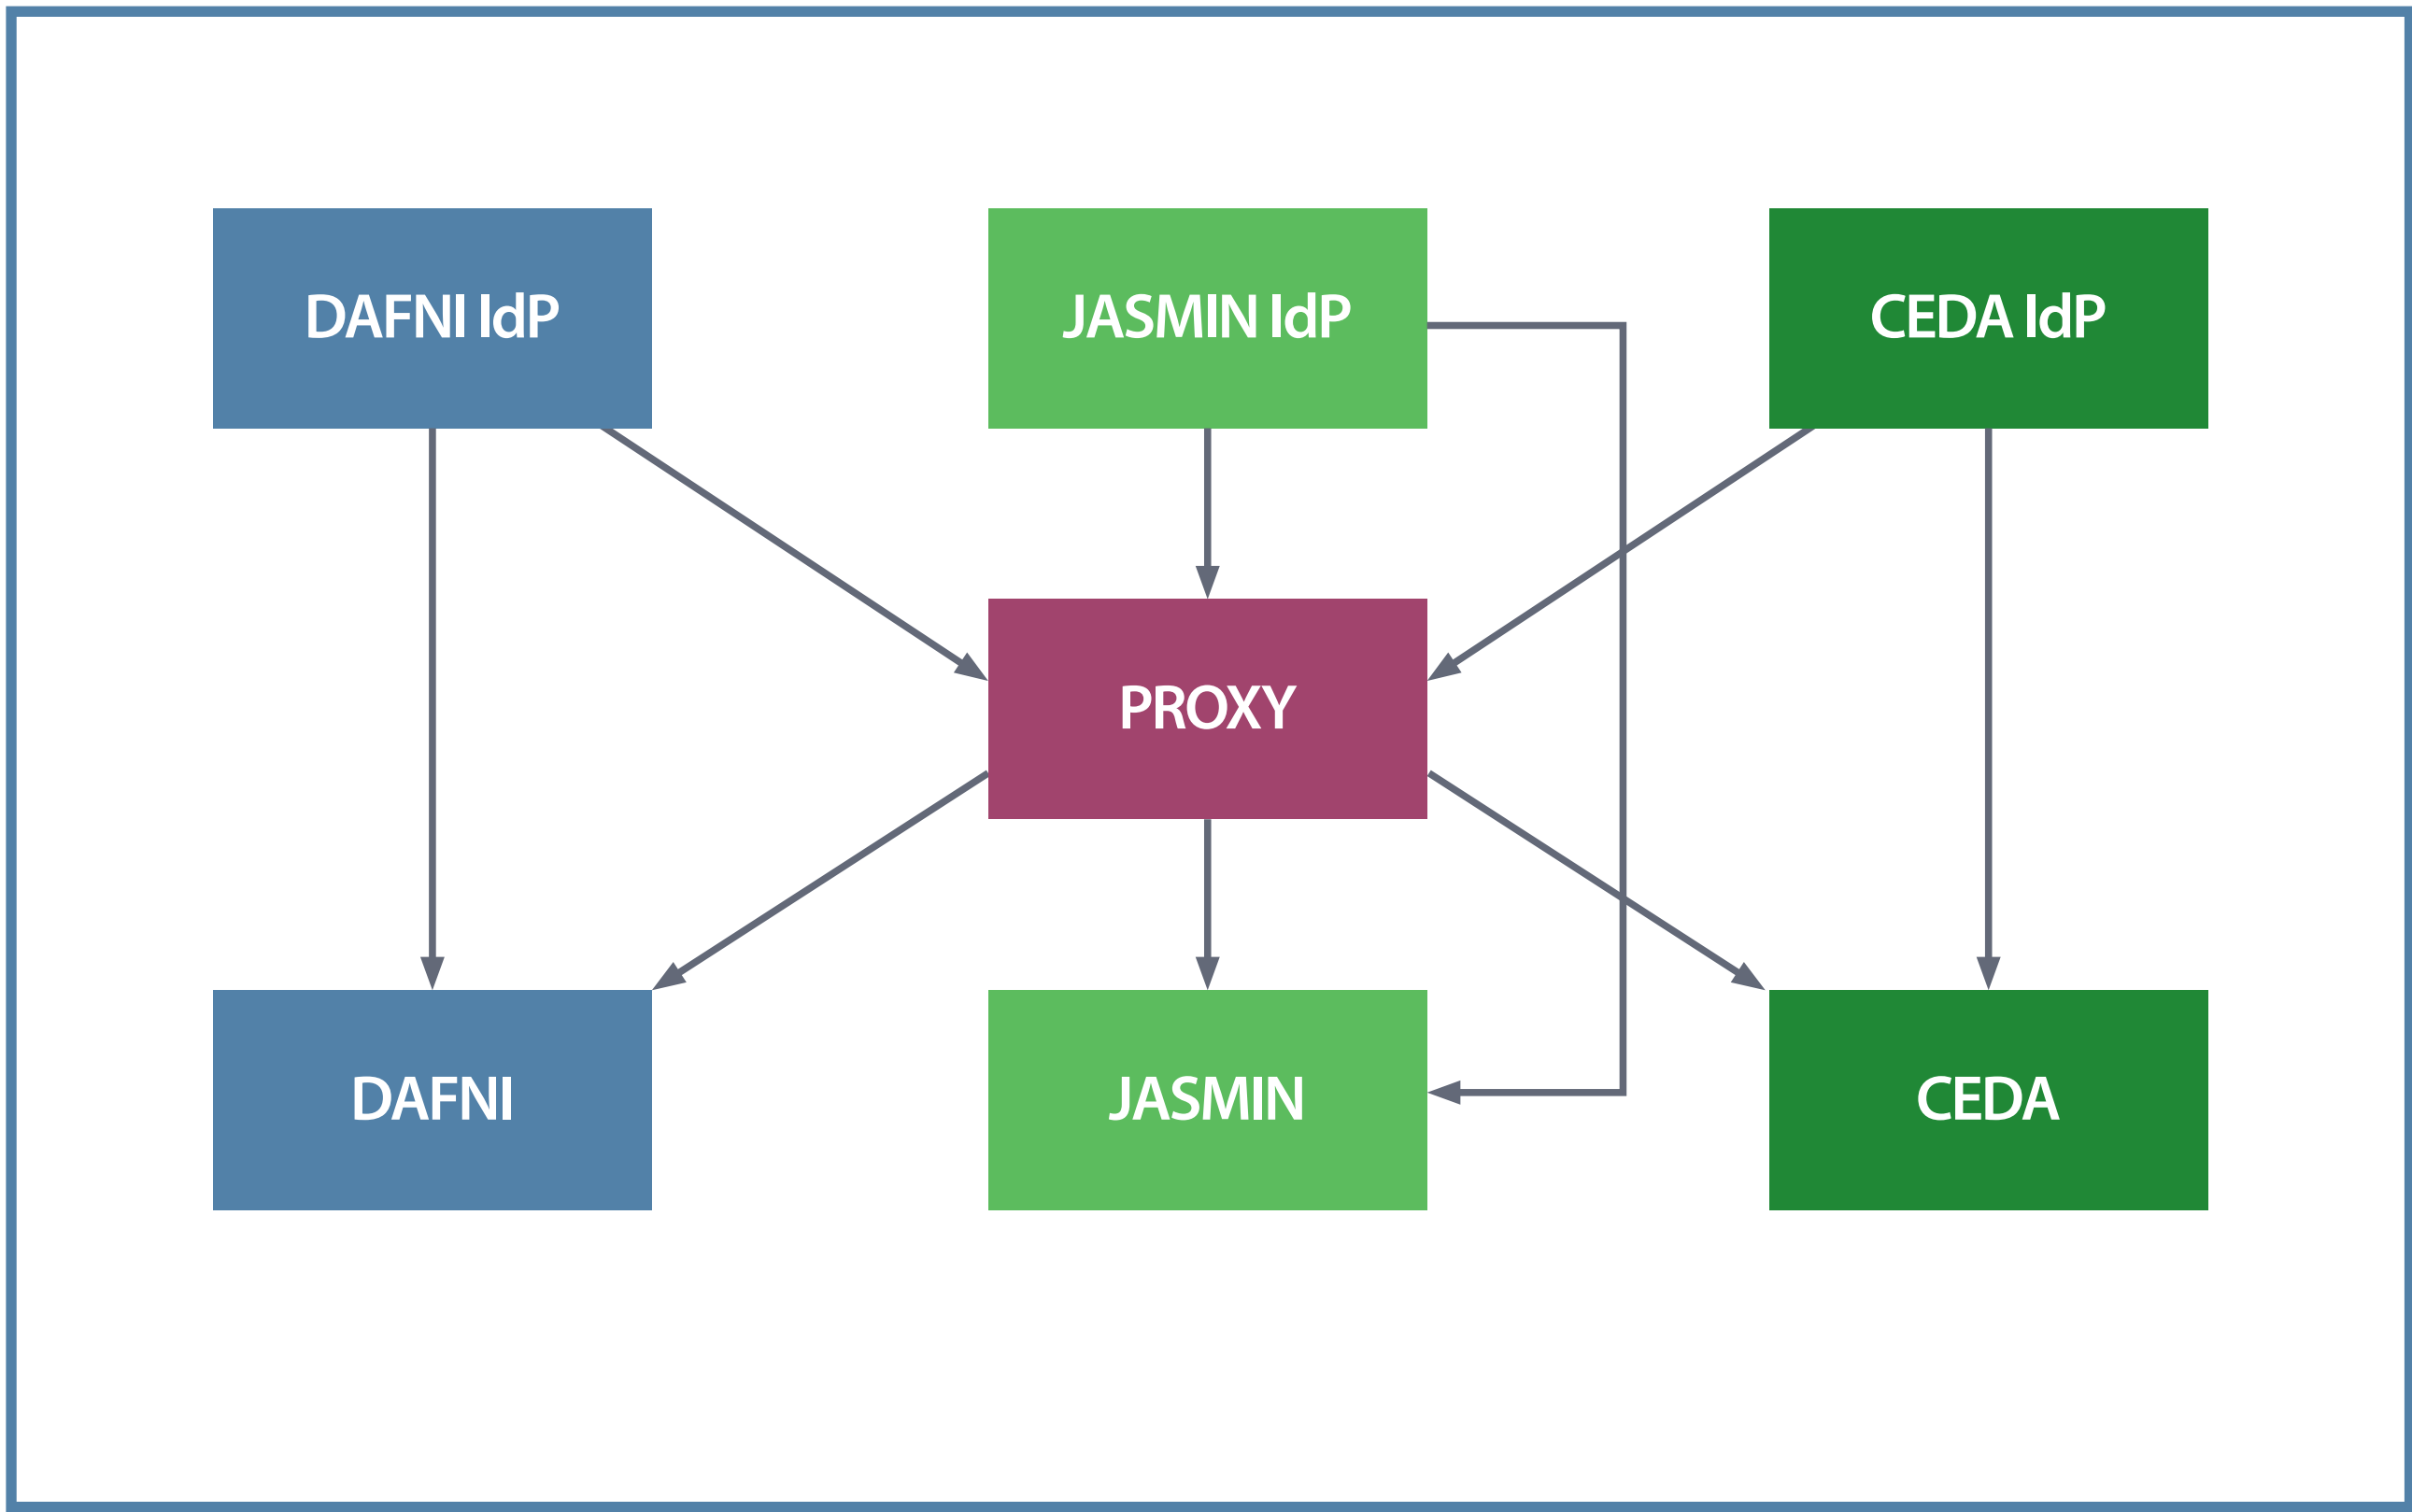 DAFNI IdP
JASMIN IdP
CEDA IdP
PROXY
DAFNI
JASMIN
CEDA